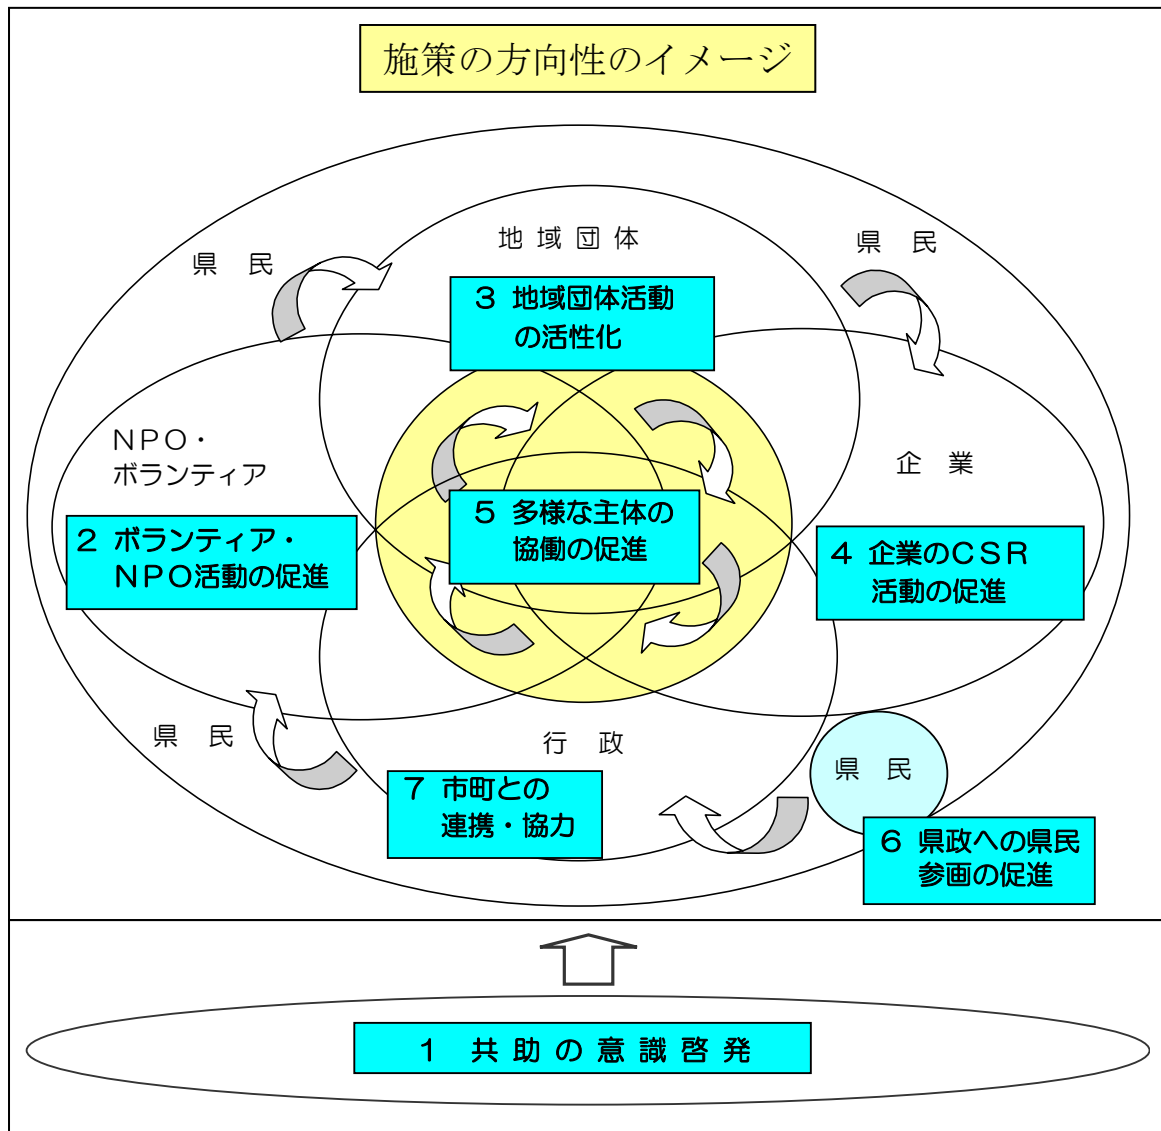 施策の方向性のイメージ
地域団体
県　民
県　民
３ 地域団体活動
の活性化
ＮＰＯ・
ボランティア
企　業
２ ボランティア・
ＮＰＯ活動の促進
５ 多様な主体の
協働の促進
４ 企業のＣＳＲ
活動の促進
県　民
行　政
県　民
７ 市町との
連携・協力
６ 県政への県民
参画の促進
１　共助の意識啓発